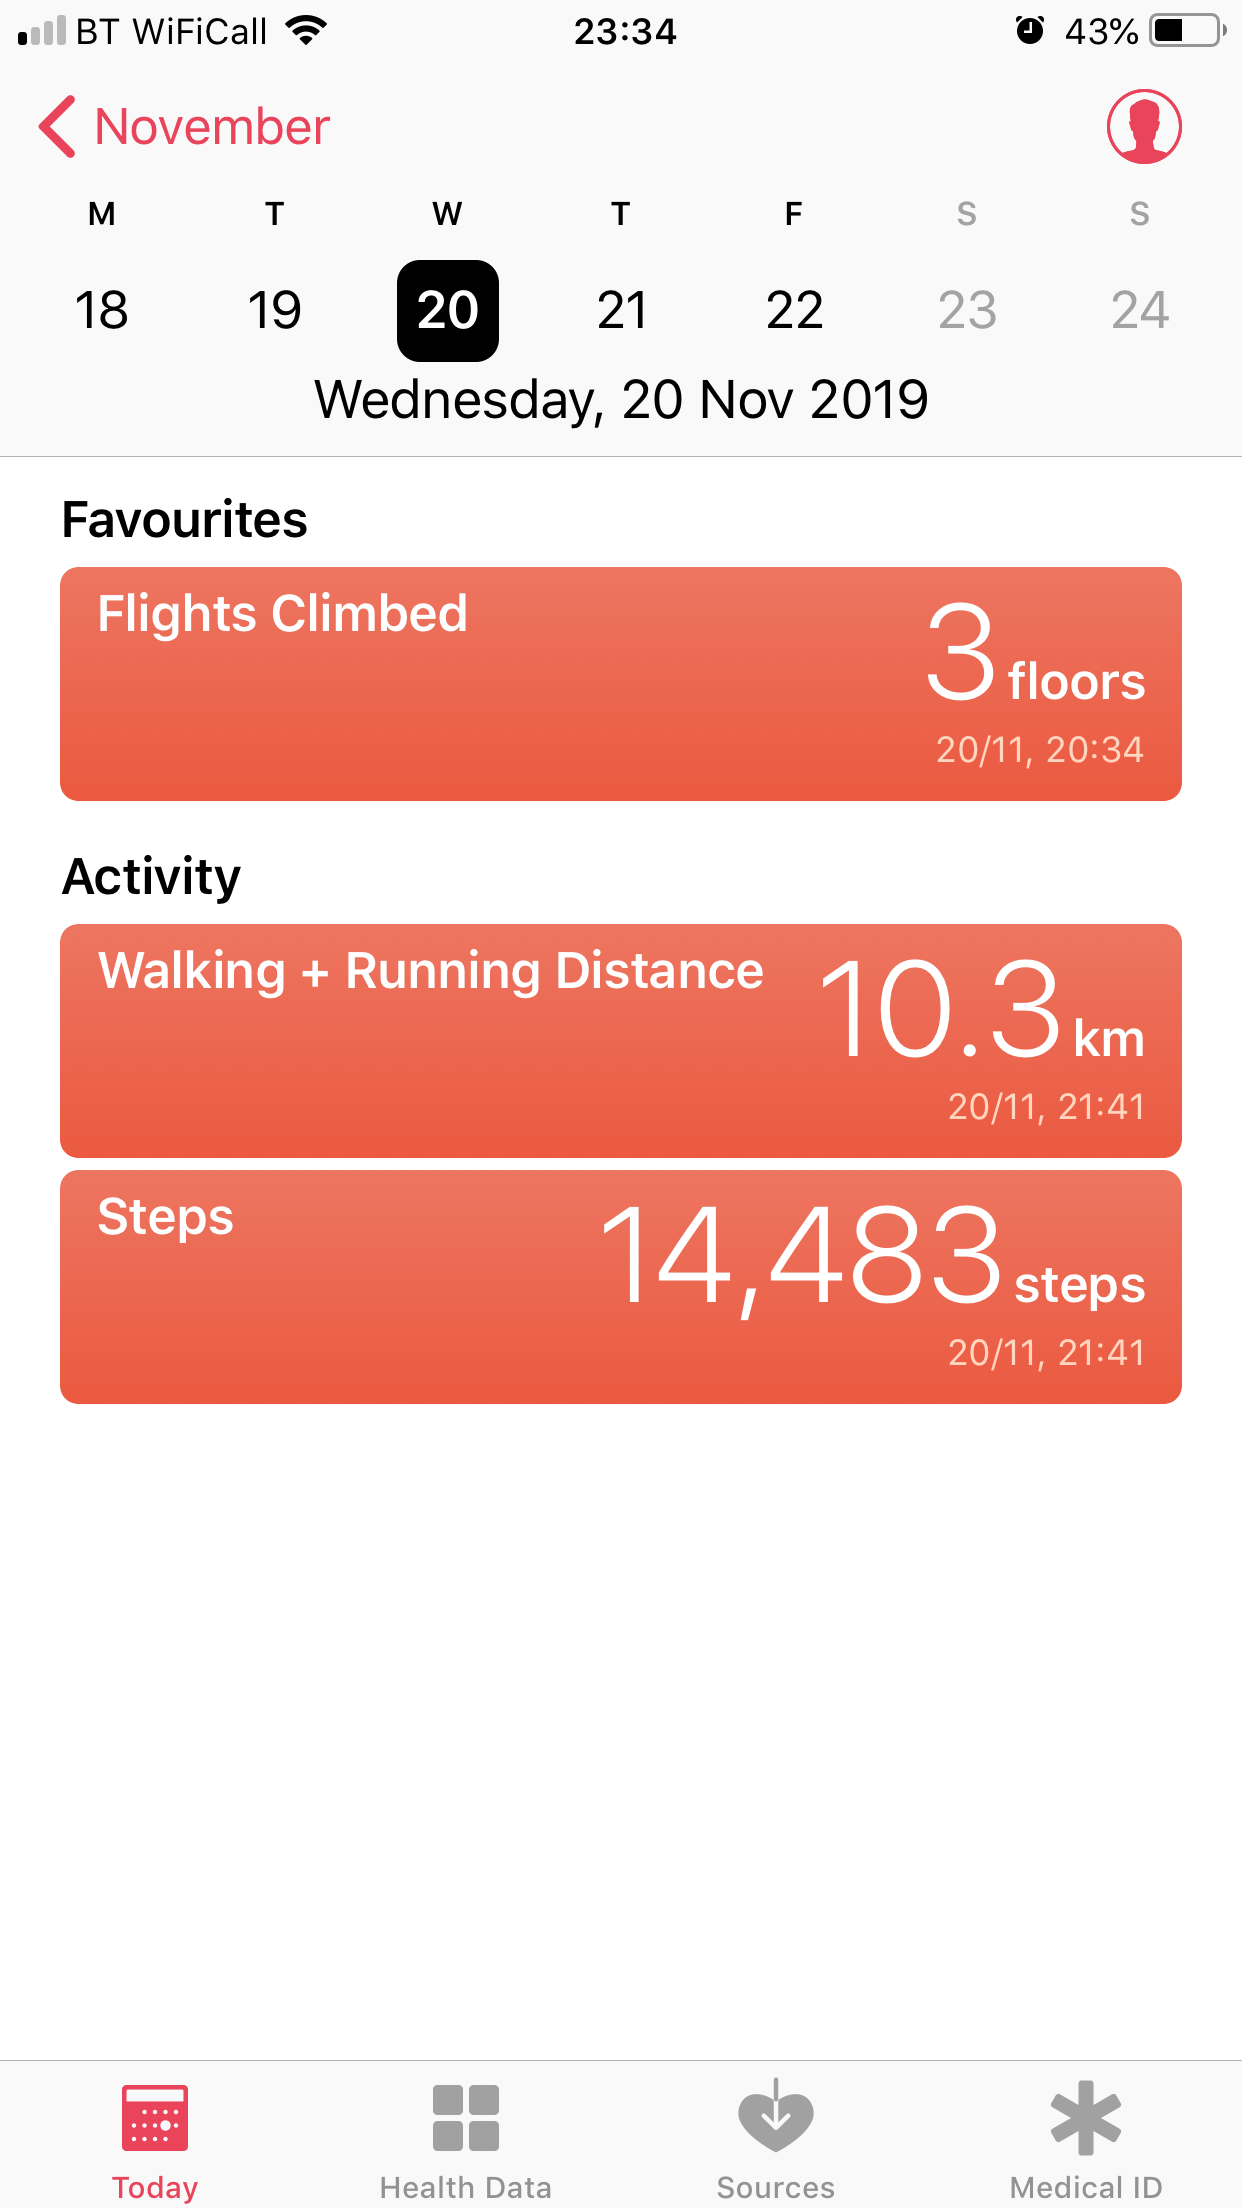 BT WiFiCall 23:34 43%
November
M T W T F S S
18 19 20 21 22 23 24
Wednesday, 20 Nov 2019
Favourites
Flights Climbed 3 floors
20/11, 20:34
Activity
Walking + Running Distance 10.3 km
20/11, 21:41
Steps 14,483 steps
20/11, 21:41
Today Health Data Sources Medical ID